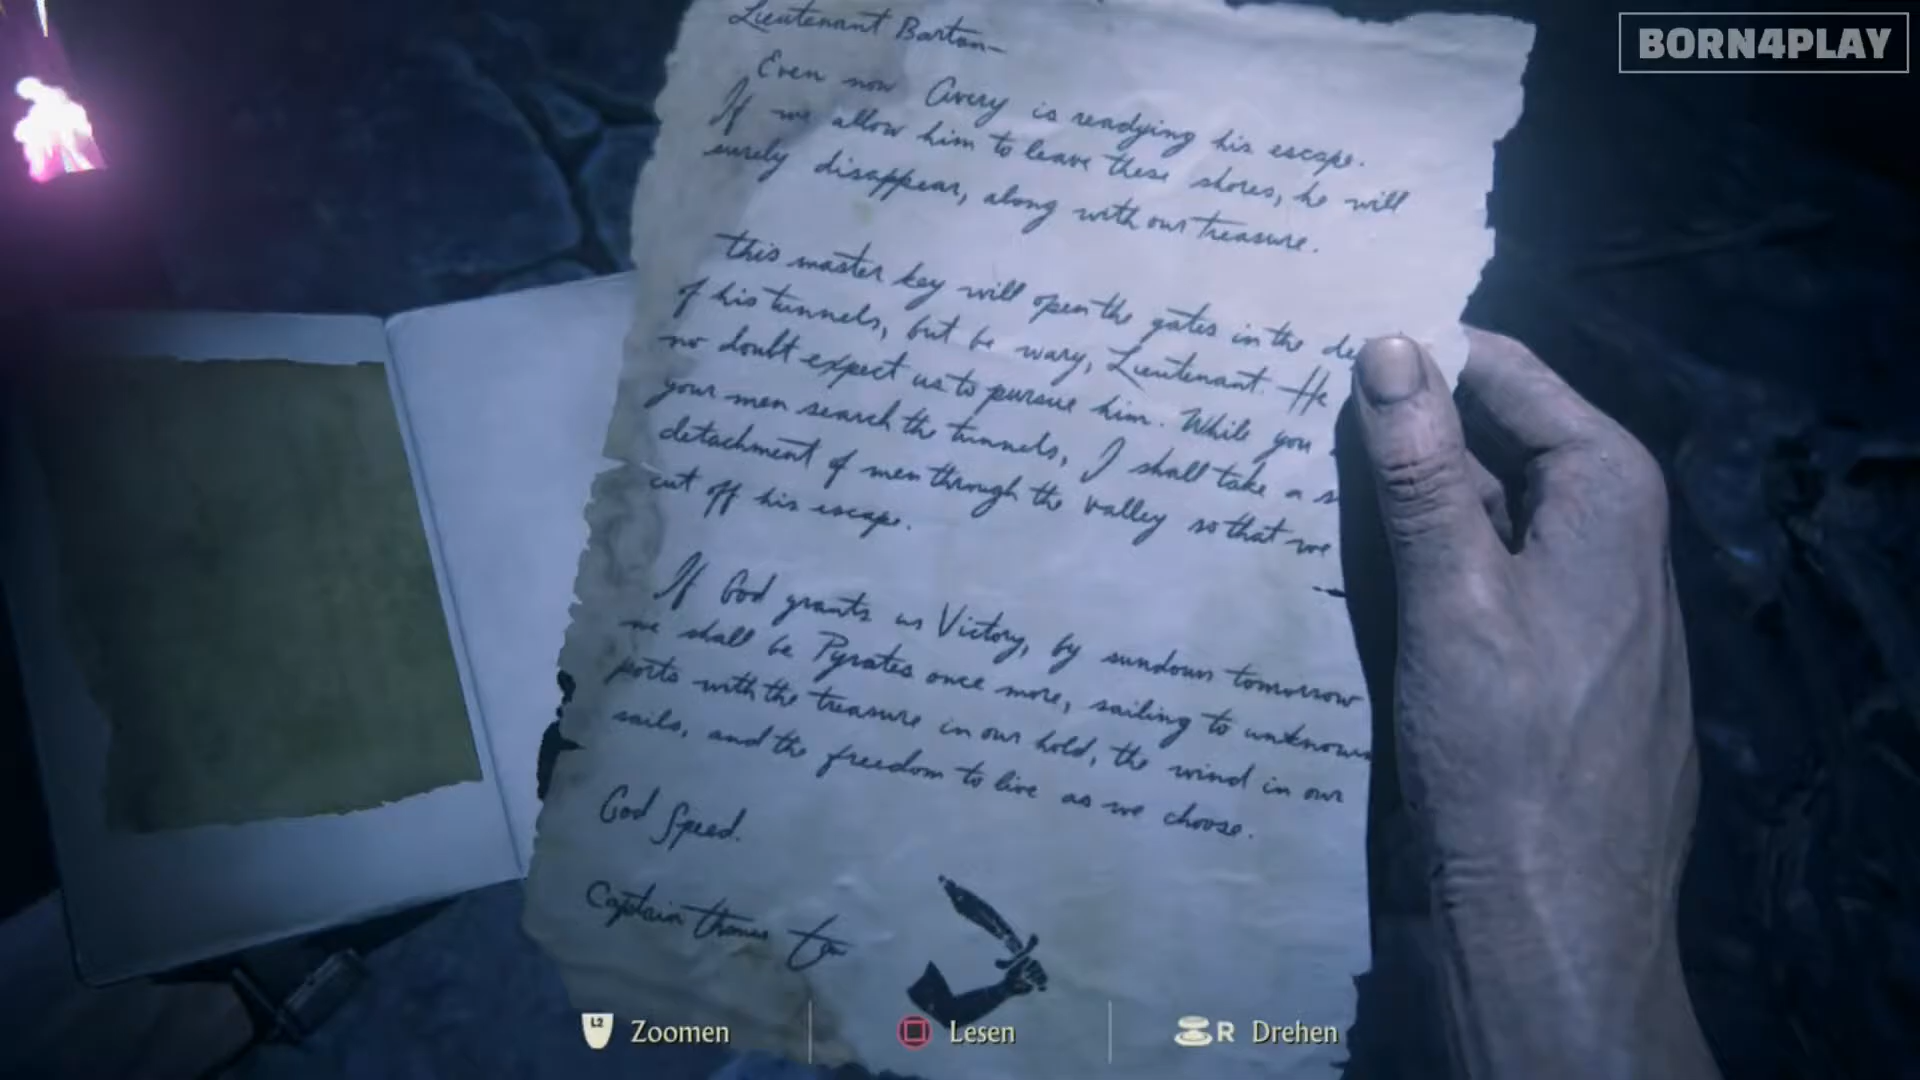 BORN4PLAY
Lieutenant Barton—
Even now Avery is readying his escape.
If we allow him to leave these shores, he will
surely disappear, along with our treasure.
This master key will open the gates in the de
of his tunnels, but be wary, Lieutenant. He
no doubt expect us to pursue him. While you
your men search the tunnels, I shall take a s
detachment of men through the valley so that we
cut off his escape.
If God grants us Victory, by sundown tomorrow
we shall be Pyrates once more, sailing to unknown
ports with the treasure in our hold, the wind in our
sails, and the freedom to live as we choose.
God Speed.
Captain Thomas
L2 Zoomen
Lesen
R Drehen